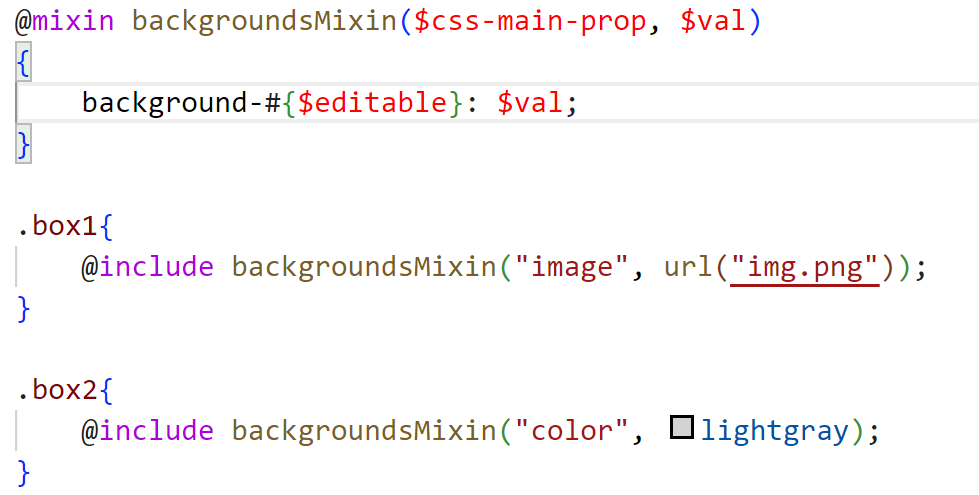 @mixin backgroundsMixin($css-main-prop, $val)
{
    background-#{$editable}: $val;
}

.box1{
    @include backgroundsMixin("image", url("img.png"));
}

.box2{
    @include backgroundsMixin("color", lightgray);
}